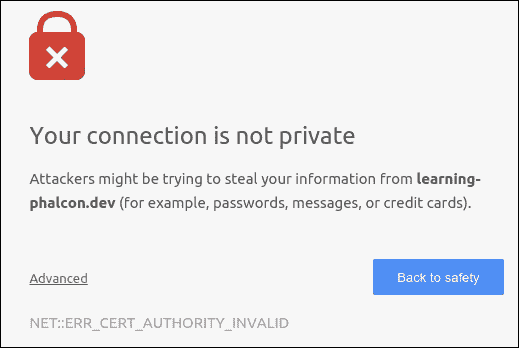 Your connection is not private
Attackers might be trying to steal your information from learning-
phalcon.dev (for example, passwords, messages, or credit cards).
Advanced
Back to safety
NET::ERR_CERT_AUTHORITY_INVALID